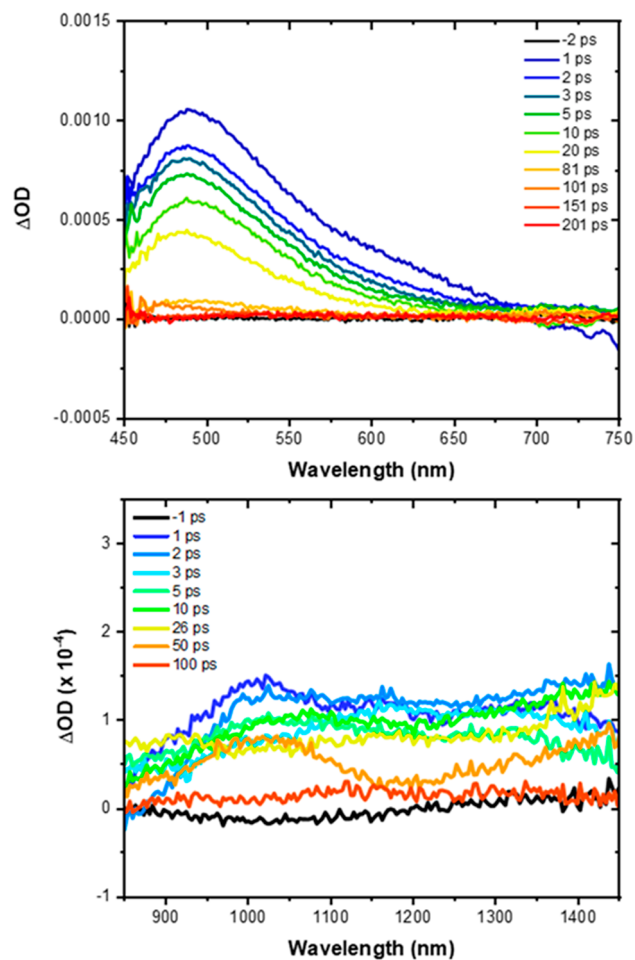 0.0015
0.0010
0.0005
0.0000
-0.0005
ΔOD
-2 ps
1 ps
2 ps
3 ps
5 ps
10 ps
20 ps
81 ps
101 ps
151 ps
201 ps
450 500 550 600 650 700 750
Wavelength (nm)
3
2
1
0
-1
ΔOD (x 10⁻⁴)
-1 ps
1 ps
2 ps
3 ps
5 ps
10 ps
26 ps
50 ps
100 ps
900 1000 1100 1200 1300 1400
Wavelength (nm)